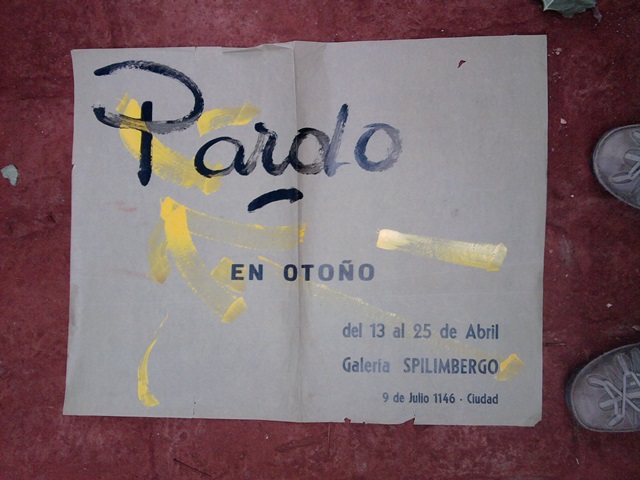 Pardo
EN OTOÑO
del 13 al 25 de Abril
Galería SPILIMBERGO
9 de Julio 1146 - Ciudad